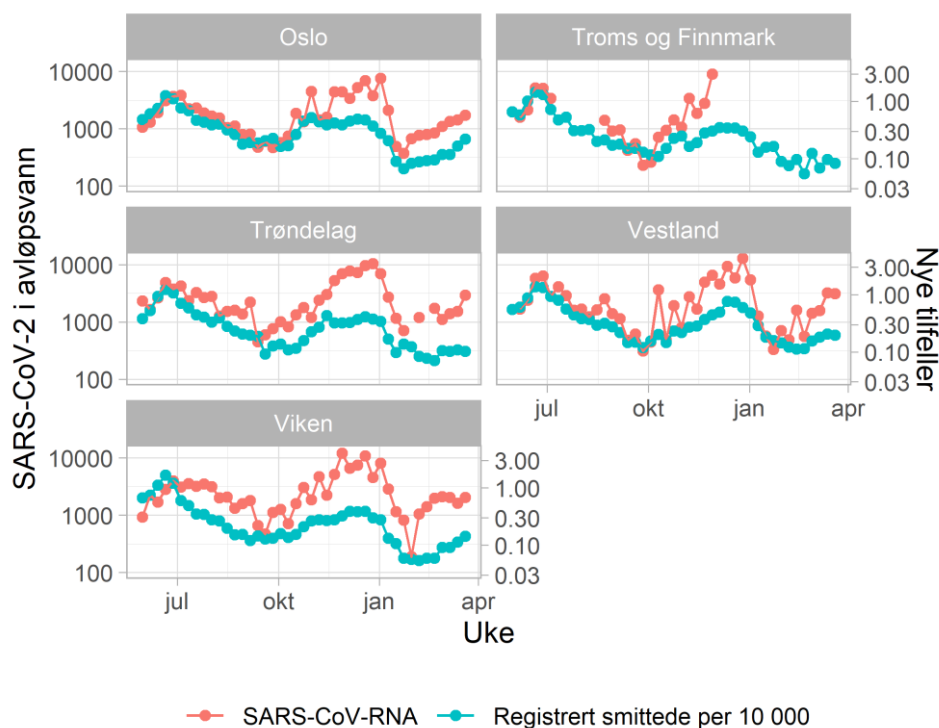 SARS-CoV-2 i avløpsvann
Oslo
Troms og Finnmark
10000
1000
100
3.00
1.00
0.30
0.10
0.03
Trøndelag
Vestland
10000
1000
100
3.00
1.00
0.30
0.10
0.03
jul
okt
jan
apr
Nye tilfeller
Viken
10000
1000
100
3.00
1.00
0.30
0.10
0.03
jul
okt
jan
apr
Uke
SARS-CoV-RNA
Registrert smittede per 10 000